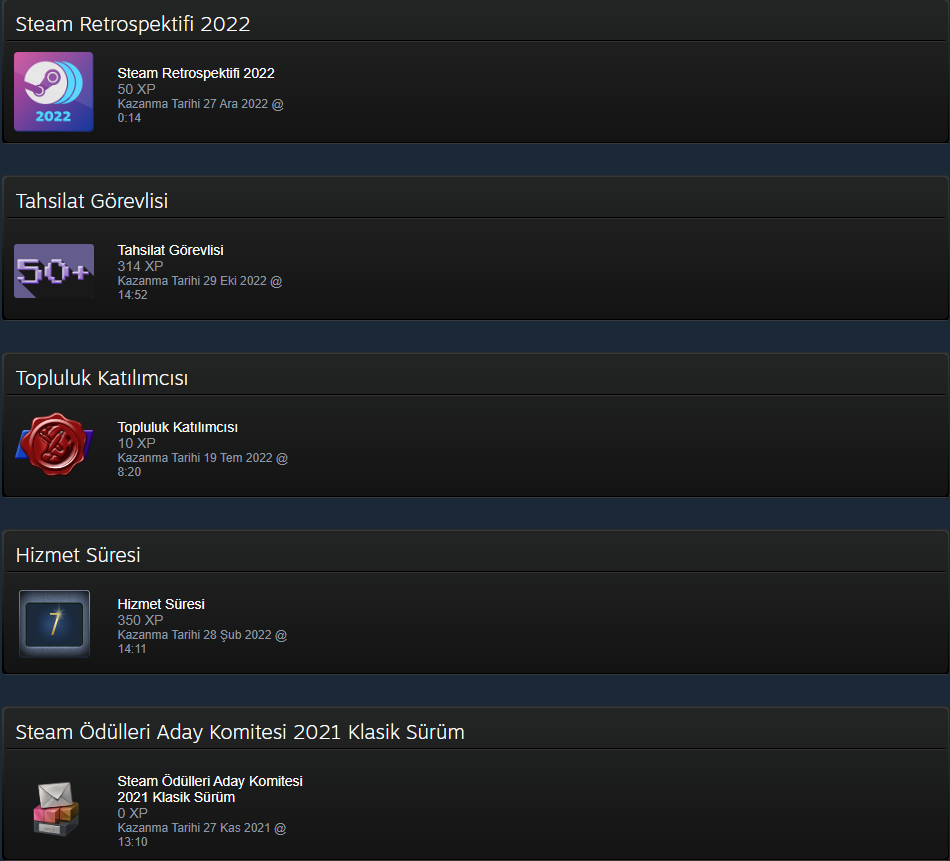 Steam Retrospektifi 2022
2022
Steam Retrospektifi 2022
50 XP
Kazanma Tarihi 27 Ara 2022 @
0:14
Tahsilat Görevlisi
50+
Tahsilat Görevlisi
314 XP
Kazanma Tarihi 29 Eki 2022 @
14:52
Topluluk Katılımcısı
Topluluk Katılımcısı
10 XP
Kazanma Tarihi 19 Tem 2022 @
8:20
Hizmet Süresi
7
Hizmet Süresi
350 XP
Kazanma Tarihi 28 Şub 2022 @
14:11
Steam Ödülleri Aday Komitesi 2021 Klasik Sürüm
Steam Ödülleri Aday Komitesi
2021 Klasik Sürüm
0 XP
Kazanma Tarihi 27 Kas 2021 @
13:10